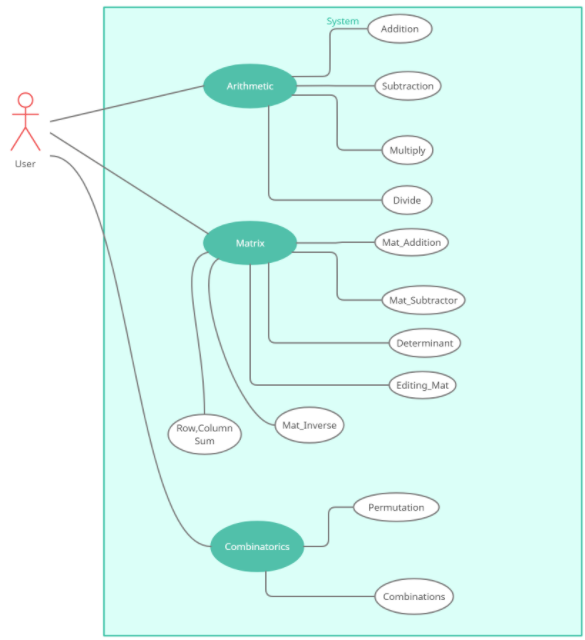 System
Addition
Arithmetic
Subtraction
User
Multiply
Divide
Matrix
Mat_Addition
Mat_Subtractor
Determinant
Editing_Mat
Row,Column
Sum
Mat_Inverse
Permutation
Combinatorics
Combinations